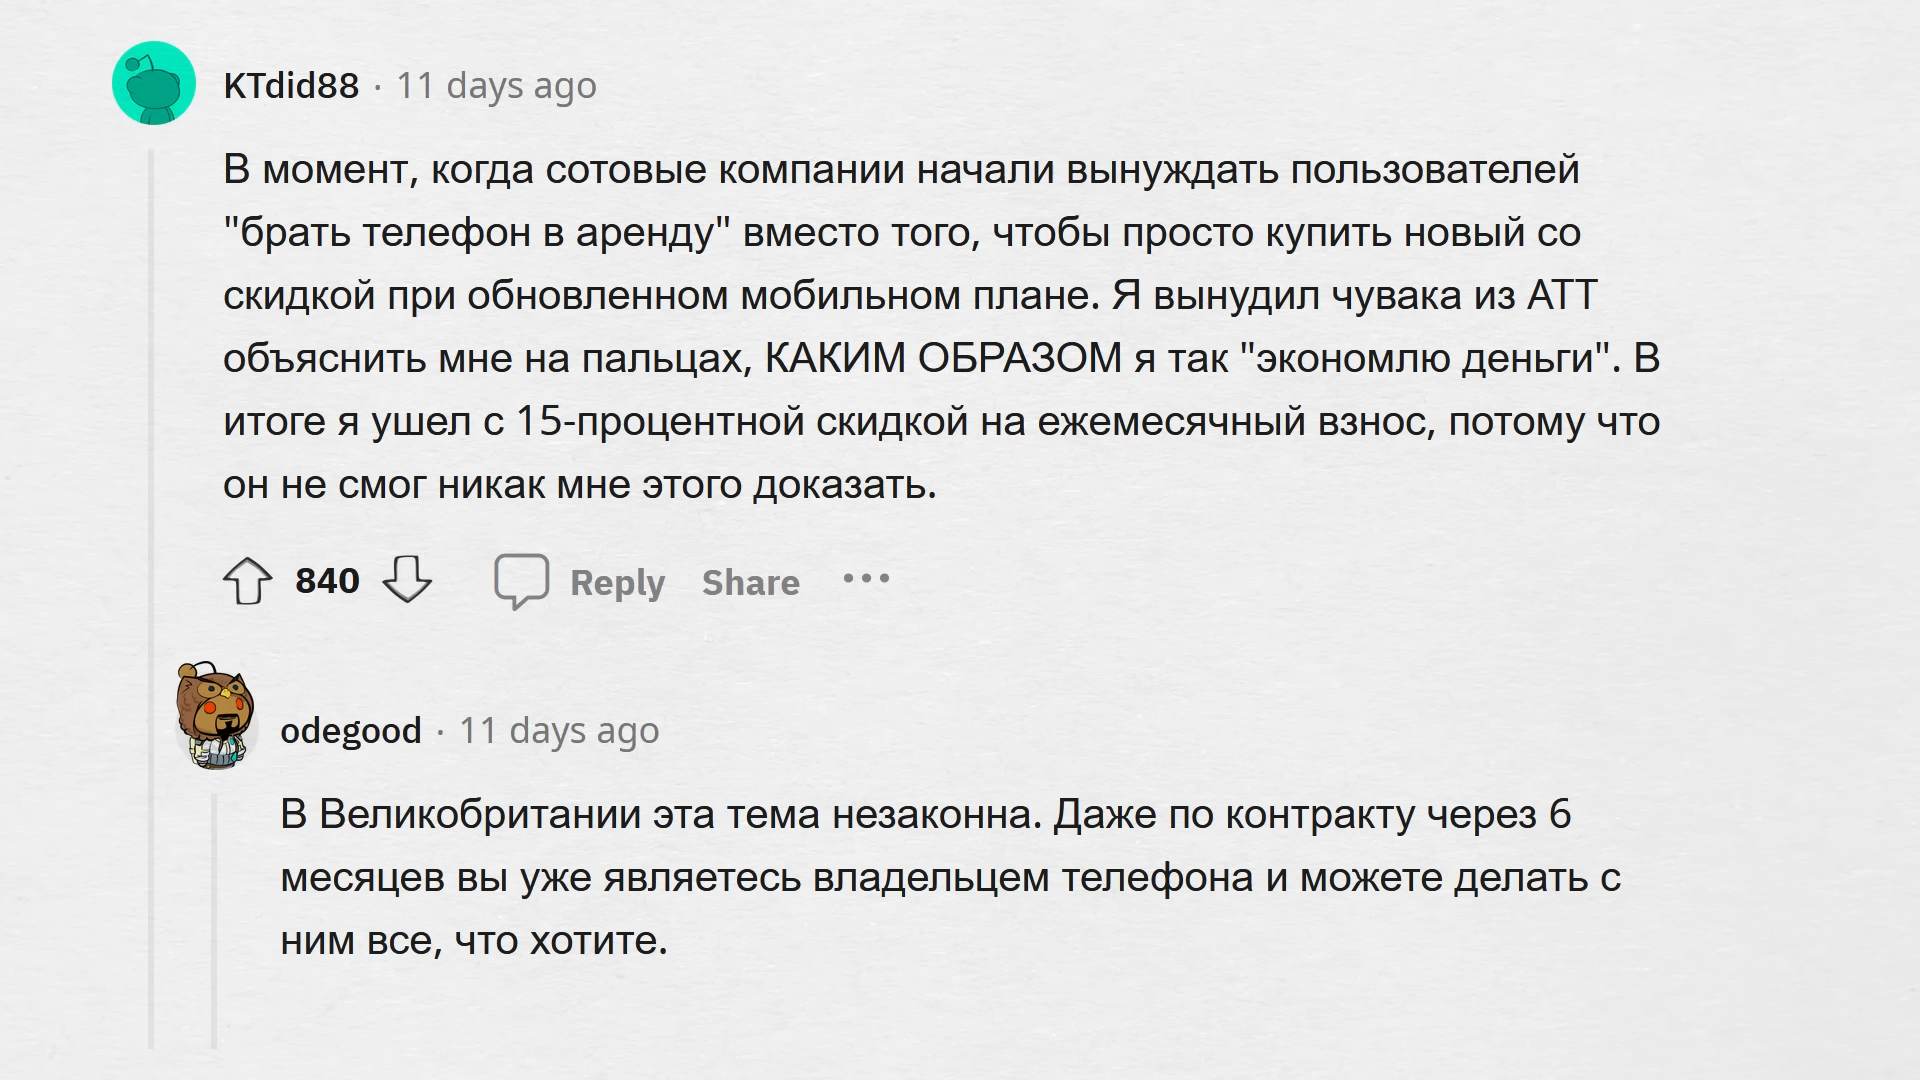 KTdid88 · 11 days ago
В момент, когда сотовые компании начали вынуждать пользователей
"брать телефон в аренду" вместо того, чтобы просто купить новый со
скидкой при обновленном мобильном плане. Я вынудил чувака из АТТ
объяснить мне на пальцах, КАКИМ ОБРАЗОМ я так "экономлю деньги". В
итоге я ушел с 15-процентной скидкой на ежемесячный взнос, потому что
он не смог никак мне этого доказать.
840 Reply Share
odegood · 11 days ago
В Великобритании эта тема незаконна. Даже по контракту через 6
месяцев вы уже являетесь владельцем телефона и можете делать с
ним все, что хотите.